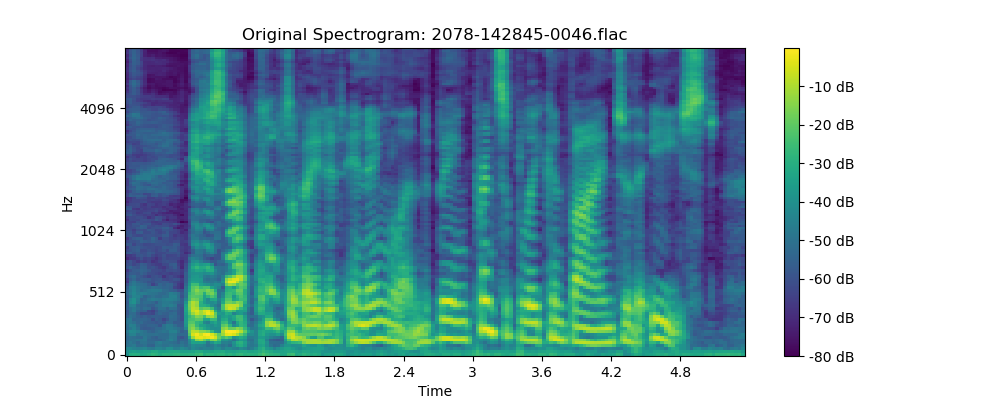 Original Spectrogram: 2078-142845-0046.flac
Hz
4096
2048
1024
512
0
0 0.6 1.2 1.8 2.4 3 3.6 4.2 4.8
Time
-10 dB
-20 dB
-30 dB
-40 dB
-50 dB
-60 dB
-70 dB
-80 dB